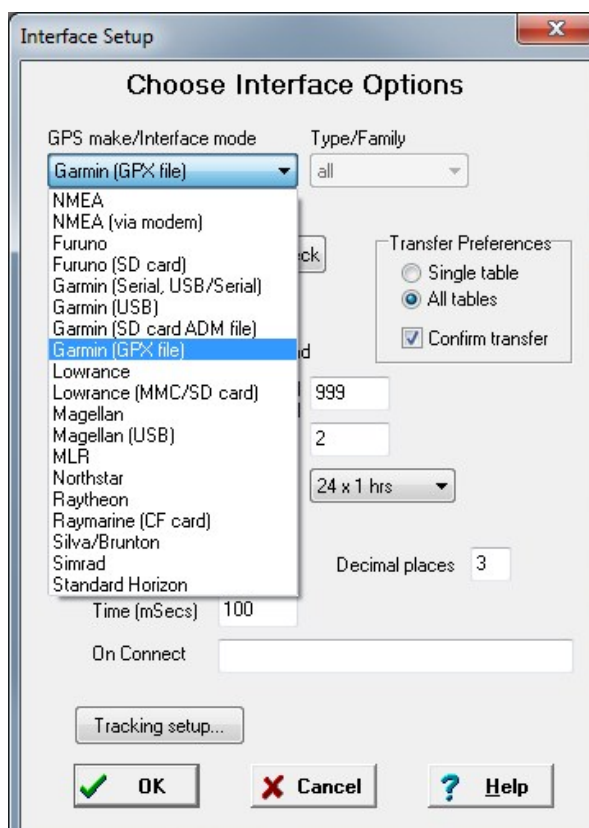 Interface Setup
Choose Interface Options
GPS make/Interface mode
Type/Family
Garmin (GPX file)
all
NMEA
NMEA (via modem)
Furuno
Furuno (SD card)
Garmin (Serial, USB/Serial)
Garmin (USB)
Garmin (SD card ADM file)
Garmin (GPX file)
Lowrance
Lowrance (MMC/SD card)
Magellan
Magellan (USB)
MLR
Northstar
Raytheon
Raymarine (CF card)
Silva/Brunton
Simrad
Standard Horizon
Transfer Preferences
Single table
All tables
Confirm transfer
999
2
24 x 1 hrs
Decimal places 3
Time (mSecs) 100
On Connect
Tracking setup...
OK Cancel Help